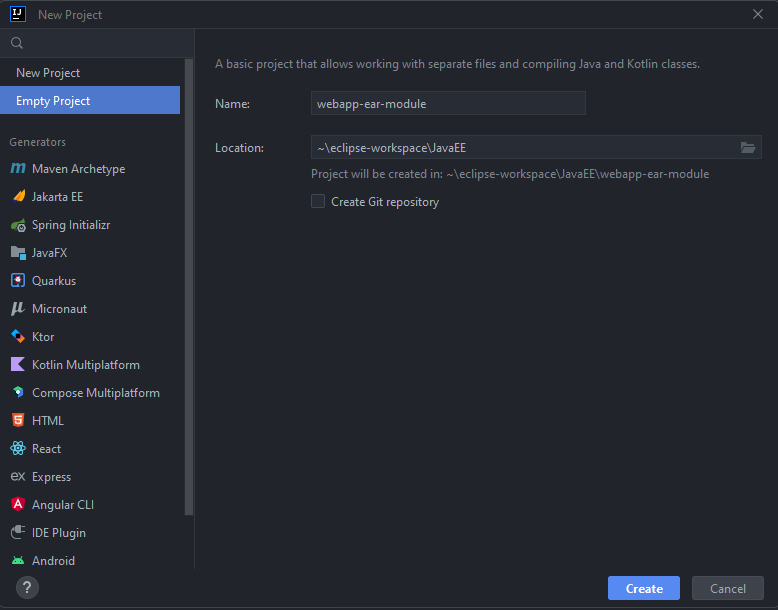 IJ
New Project
New Project
Empty Project
A basic project that allows working with separate files and compiling Java and Kotlin classes.
Name:
webapp-ear-module
Location:
~\eclipse-workspace\JavaEE
Project will be created in: ~\eclipse-workspace\JavaEE\webapp-ear-module
Create Git repository
Generators
m Maven Archetype
Jakarta EE
Spring Initializr
JavaFX
Quarkus
μ Micronaut
Ktor
Kotlin Multiplatform
Compose Multiplatform
5 HTML
React
ex Express
A Angular CLI
IDE Plugin
Android
?
Create
Cancel